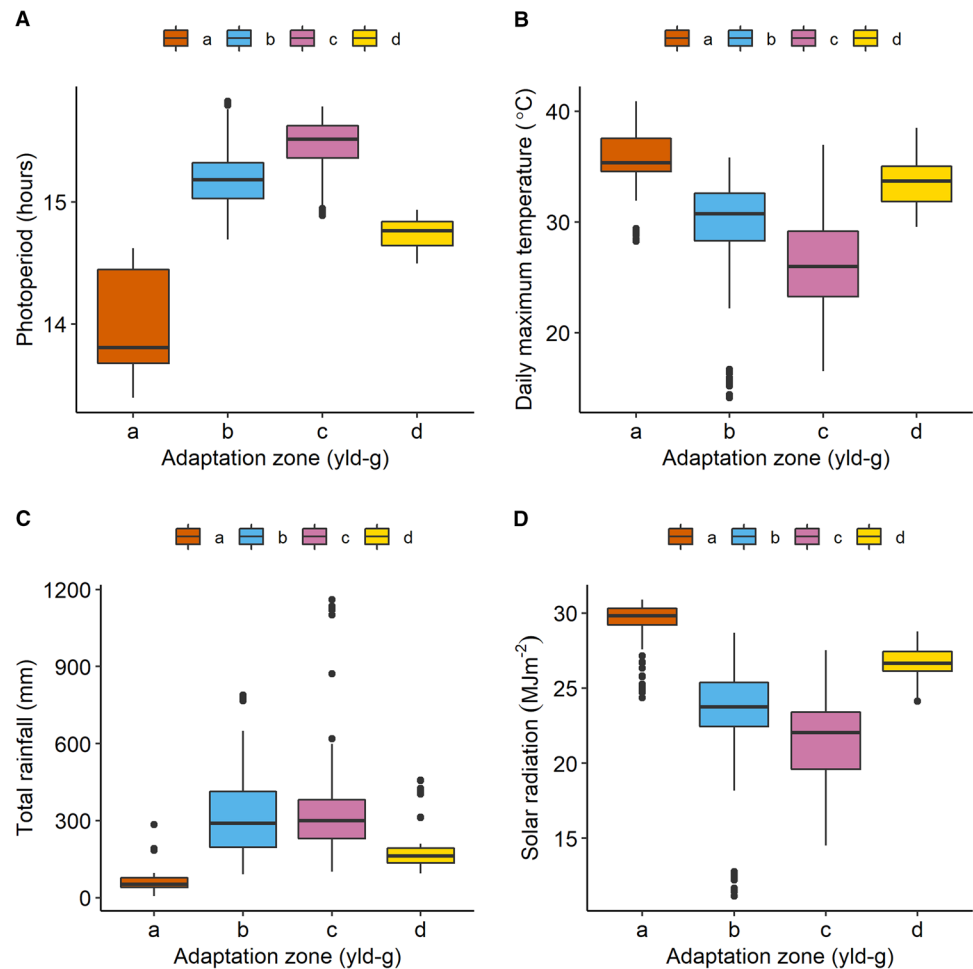 A
a b c d
Photoperiod (hours)
15
14
a b c d
Adaptation zone (yld-g)
B
a b c d
Daily maximum temperature (°C)
40
30
20
a b c d
Adaptation zone (yld-g)
C
a b c d
Total rainfall (mm)
1200
900
600
300
0
a b c d
Adaptation zone (yld-g)
D
a b c d
Solar radiation (MJm⁻²)
30
25
20
15
a b c d
Adaptation zone (yld-g)